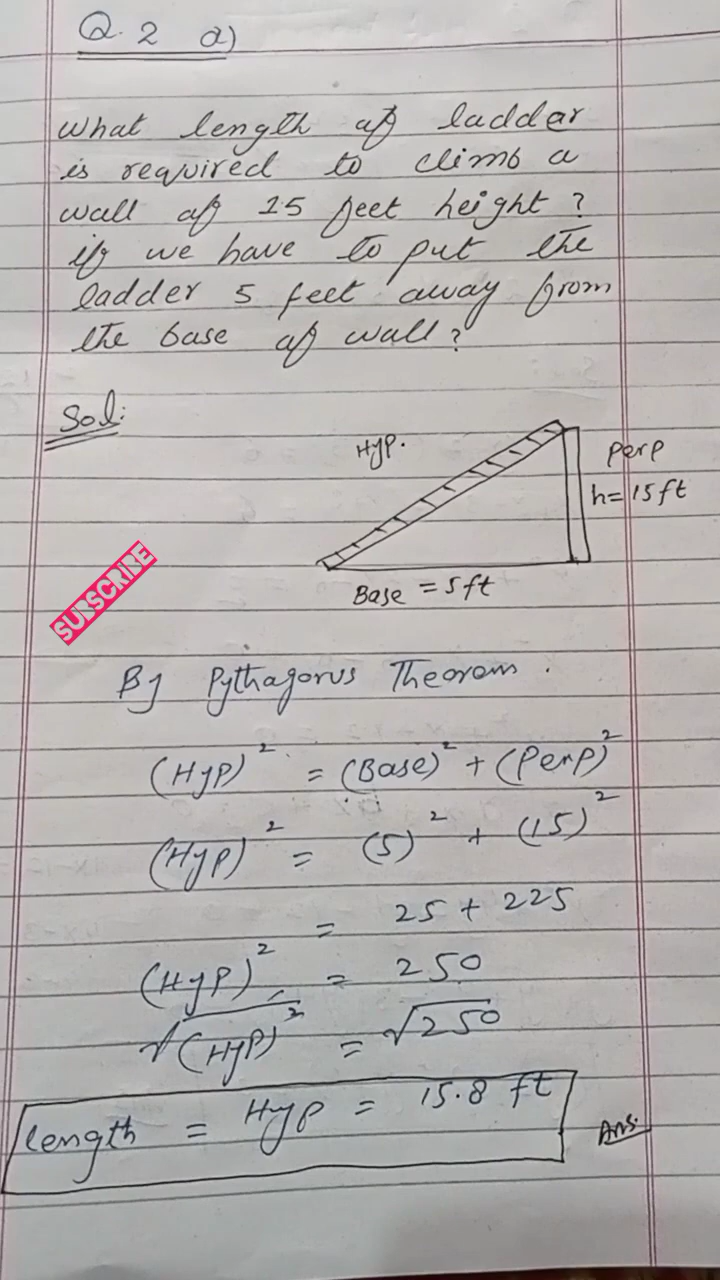 Q. 2 a)
What length of ladder
is required to climb a
wall of 15 feet height ?
if we have to put the
ladder 5 feet away from
the base of wall ?
Sol:
Hyp.
Perp
h = 15 ft
Base = 5 ft
SUBSCRIBE
By Pythagorus Theorem.
(Hyp)² = (Base)² + (Perp)²
(Hyp)² = (5)² + (15)²
= 25 + 225
(Hyp)² = 250
√(Hyp)² = √250
length = Hyp = 15.8 ft
Ans.